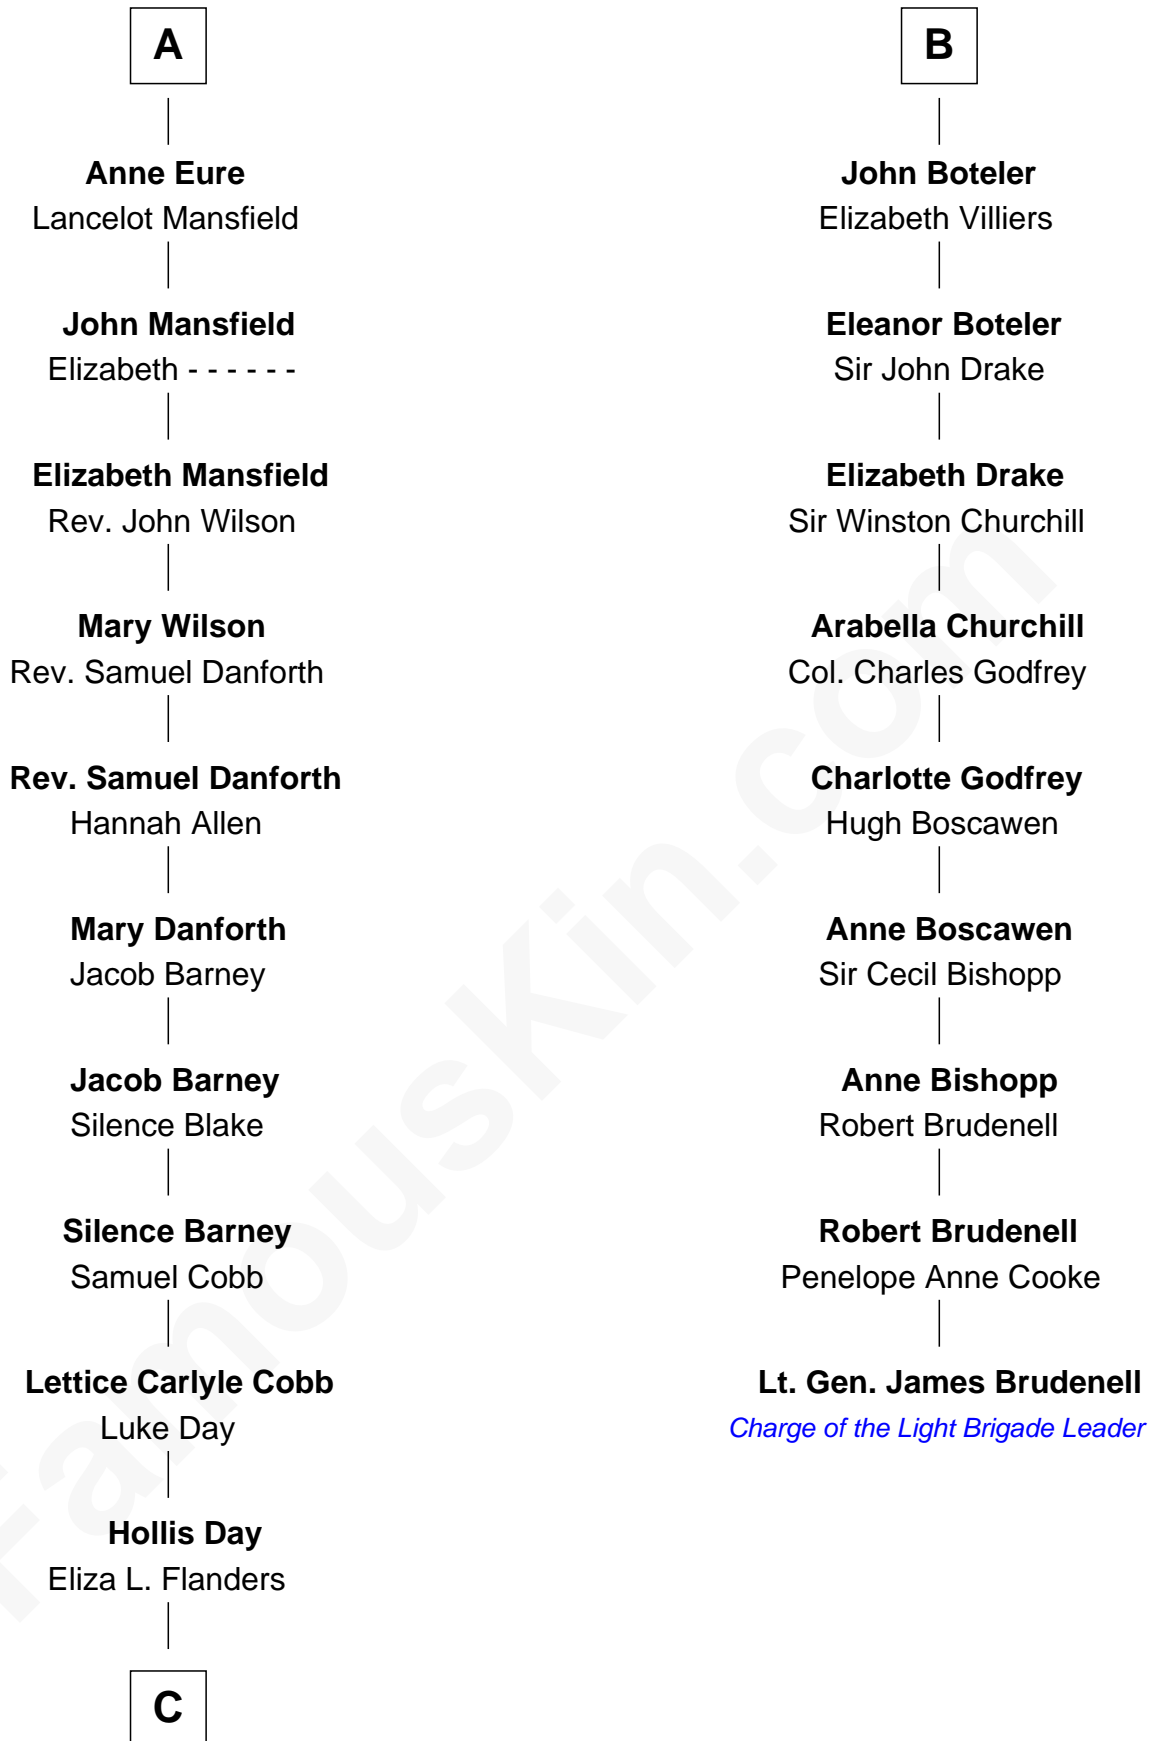 A
Anne Eure
Lancelot Mansfield
John Mansfield
Elizabeth - - - - - -
Elizabeth Mansfield
Rev. John Wilson
Mary Wilson
Rev. Samuel Danforth
Rev. Samuel Danforth
Hannah Allen
Mary Danforth
Jacob Barney
Jacob Barney
Silence Blake
Silence Barney
Samuel Cobb
Lettice Carlyle Cobb
Luke Day
Hollis Day
Eliza L. Flanders
C
B
John Boteler
Elizabeth Villiers
Eleanor Boteler
Sir John Drake
Elizabeth Drake
Sir Winston Churchill
Arabella Churchill
Col. Charles Godfrey
Charlotte Godfrey
Hugh Boscawen
Anne Boscawen
Sir Cecil Bishopp
Anne Bishopp
Robert Brudenell
Robert Brudenell
Penelope Anne Cooke
Lt. Gen. James Brudenell
Charge of the Light Brigade Leader
FamousKin.com